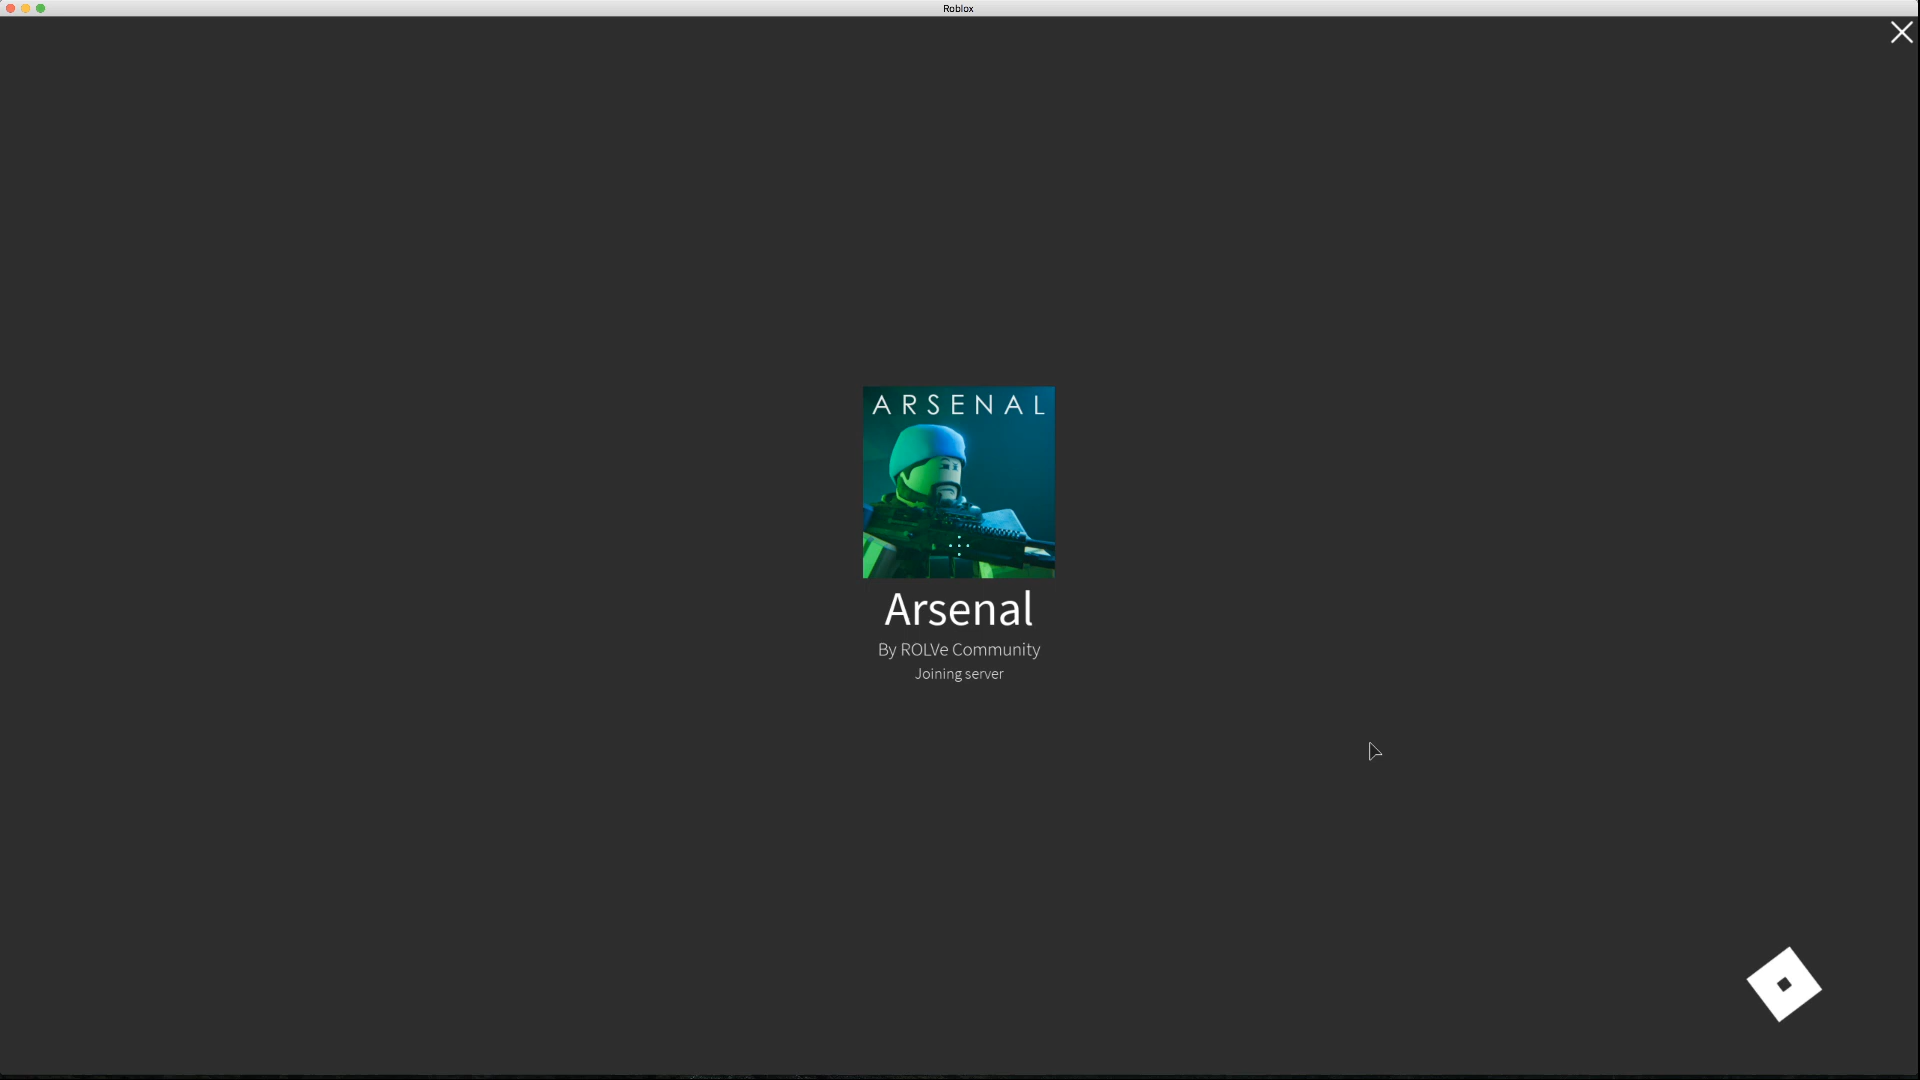 Roblox
ARSENAL
Arsenal
By ROLVe Community
Joining server